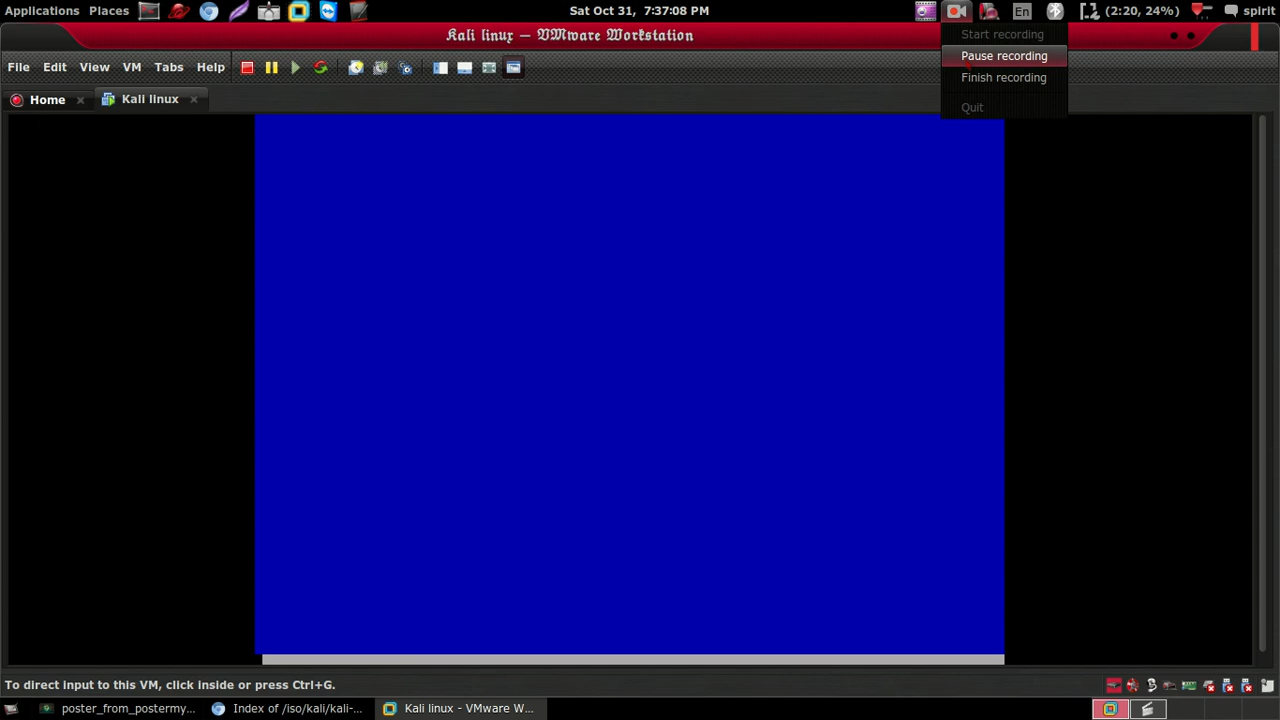 Applications Places Sat Oct 31, 7:37:08 PM En (2:20, 24%) spirit
Kali linux — VMware Workstation
Start recording
Pause recording
Finish recording
Quit
File Edit View VM Tabs Help
Home Kali linux
To direct input to this VM, click inside or press Ctrl+G.
poster_from_postermy... Index of /iso/kali/kali-... Kali linux - VMware W...